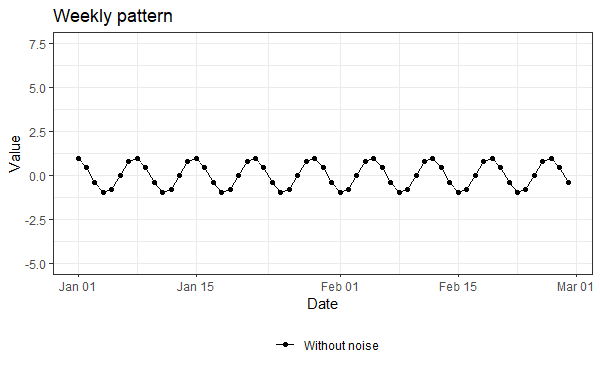 Weekly pattern
7.5
5.0
2.5
0.0
-2.5
-5.0
Value
Jan 01 Jan 15 Feb 01 Feb 15 Mar 01
Date
Without noise